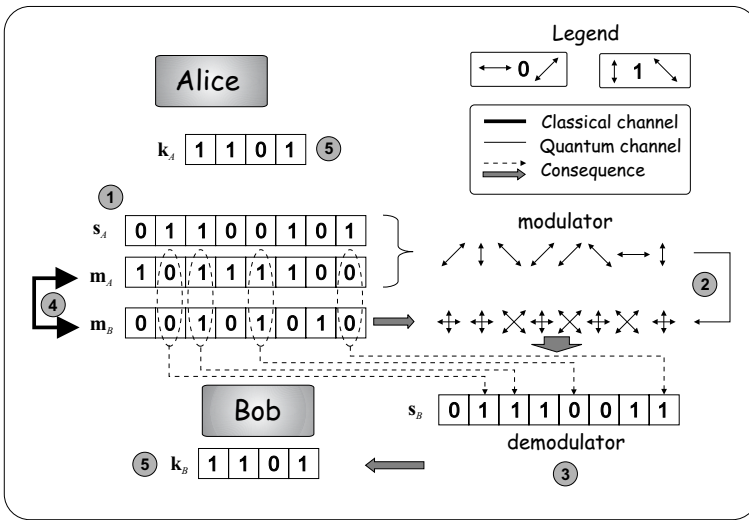 Legend
0
1
Alice
Classical channel
Quantum channel
Consequence
k_A 1 1 0 1 5
1
s_A 0 1 1 0 0 1 0 1
modulator
m_A 1 0 1 1 1 1 0 0
2
4
m_B 0 0 1 0 1 0 1 0
Bob
s_B 0 1 1 1 0 0 1 1
demodulator
5 k_B 1 1 0 1
3